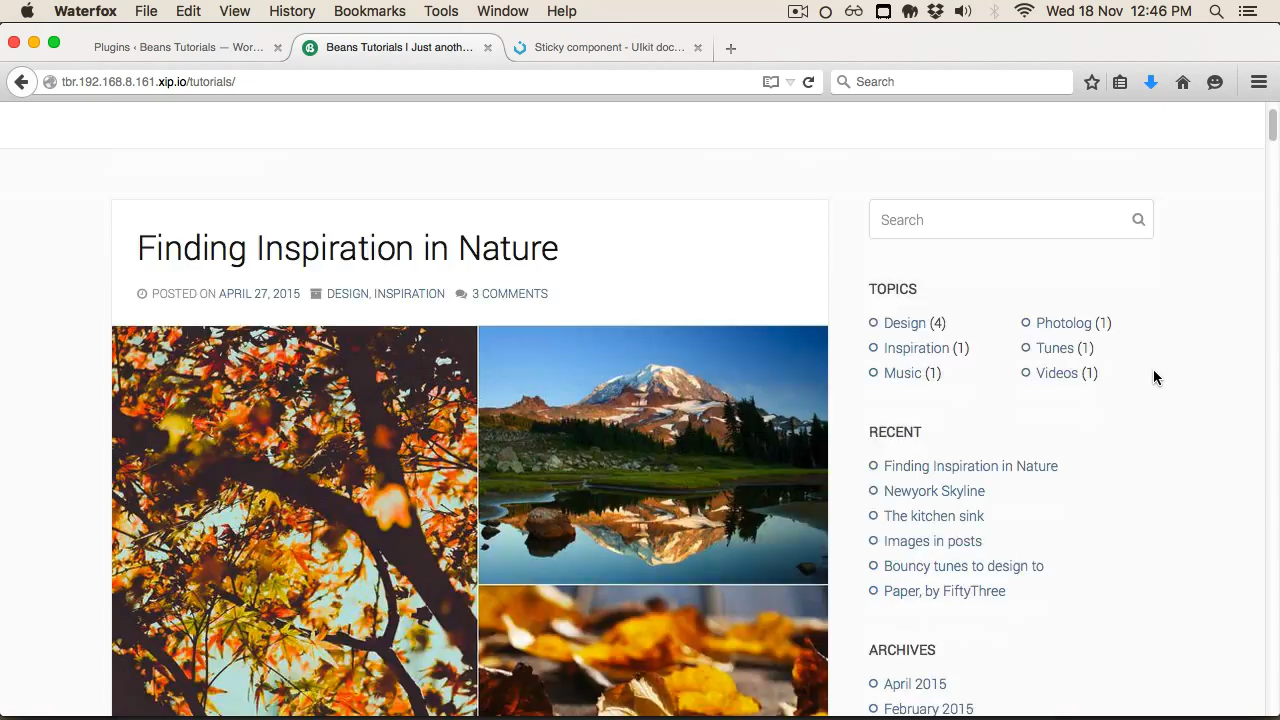 Waterfox File Edit View History Bookmarks Tools Window Help Wed 18 Nov 12:46 PM
Plugins ‹ Beans Tutorials — Wor...
Beans Tutorials | Just anoth...
Sticky component - UIkit doc...
tbr.192.168.8.161.xip.io/tutorials/
Search
Finding Inspiration in Nature
POSTED ON APRIL 27, 2015 DESIGN, INSPIRATION 3 COMMENTS
Search
TOPICS
Design (4)
Inspiration (1)
Music (1)
Photolog (1)
Tunes (1)
Videos (1)
RECENT
Finding Inspiration in Nature
Newyork Skyline
The kitchen sink
Images in posts
Bouncy tunes to design to
Paper, by FiftyThree
ARCHIVES
April 2015
February 2015